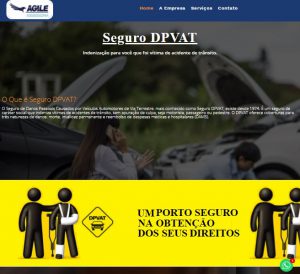 AGILE
Home A Empresa Serviços Contato
Seguro DPVAT
Indenização para você que foi vítima de acidente de trânsito.
O Que é Seguro DPVAT?:
O Seguro de Danos Pessoais Causados por Veículos Automotores de Via Terrestre, mais conhecido como Seguro DPVAT, existe desde 1974. É um seguro de
caráter social que indeniza vítimas de acidentes de trânsito, sem apuração de culpa, seja motorista, passageiro ou pedestre. O DPVAT oferece coberturas para
três naturezas de danos: morte, invalidez permanente e reembolso de despesas médicas e hospitalares (DAMS).
DPVAT
UM PORTO SEGURO
NA OBTENÇÃO
DOS SEUS DIREITOS